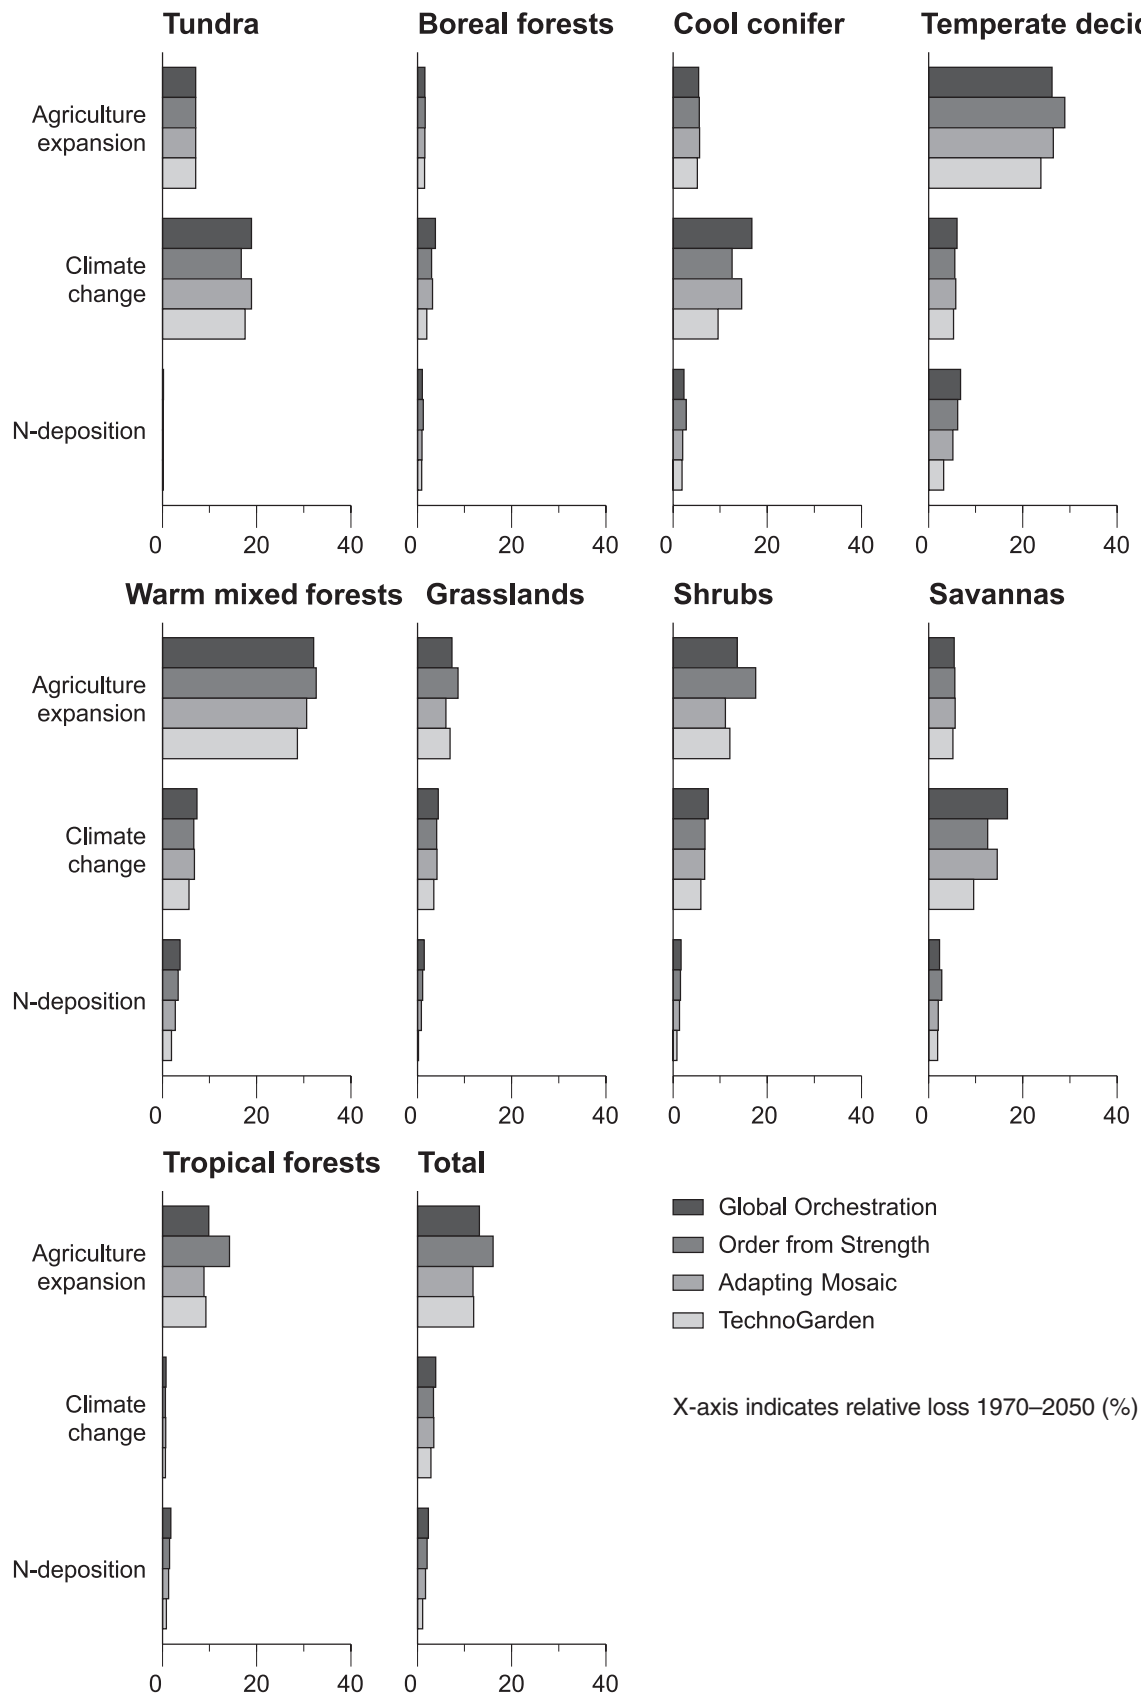 Tundra
Boreal forests
Cool conifer
Temperate decid
Agriculture
expansion
Climate
change
N-deposition
0 20 40
0 20 40
0 20 40
0 20 40
Warm mixed forests
Grasslands
Shrubs
Savannas
Agriculture
expansion
Climate
change
N-deposition
0 20 40
0 20 40
0 20 40
0 20 40
Tropical forests
Total
Agriculture
expansion
Climate
change
N-deposition
0 20 40
0 20 40
Global Orchestration
Order from Strength
Adapting Mosaic
TechnoGarden
X-axis indicates relative loss 1970–2050 (%)